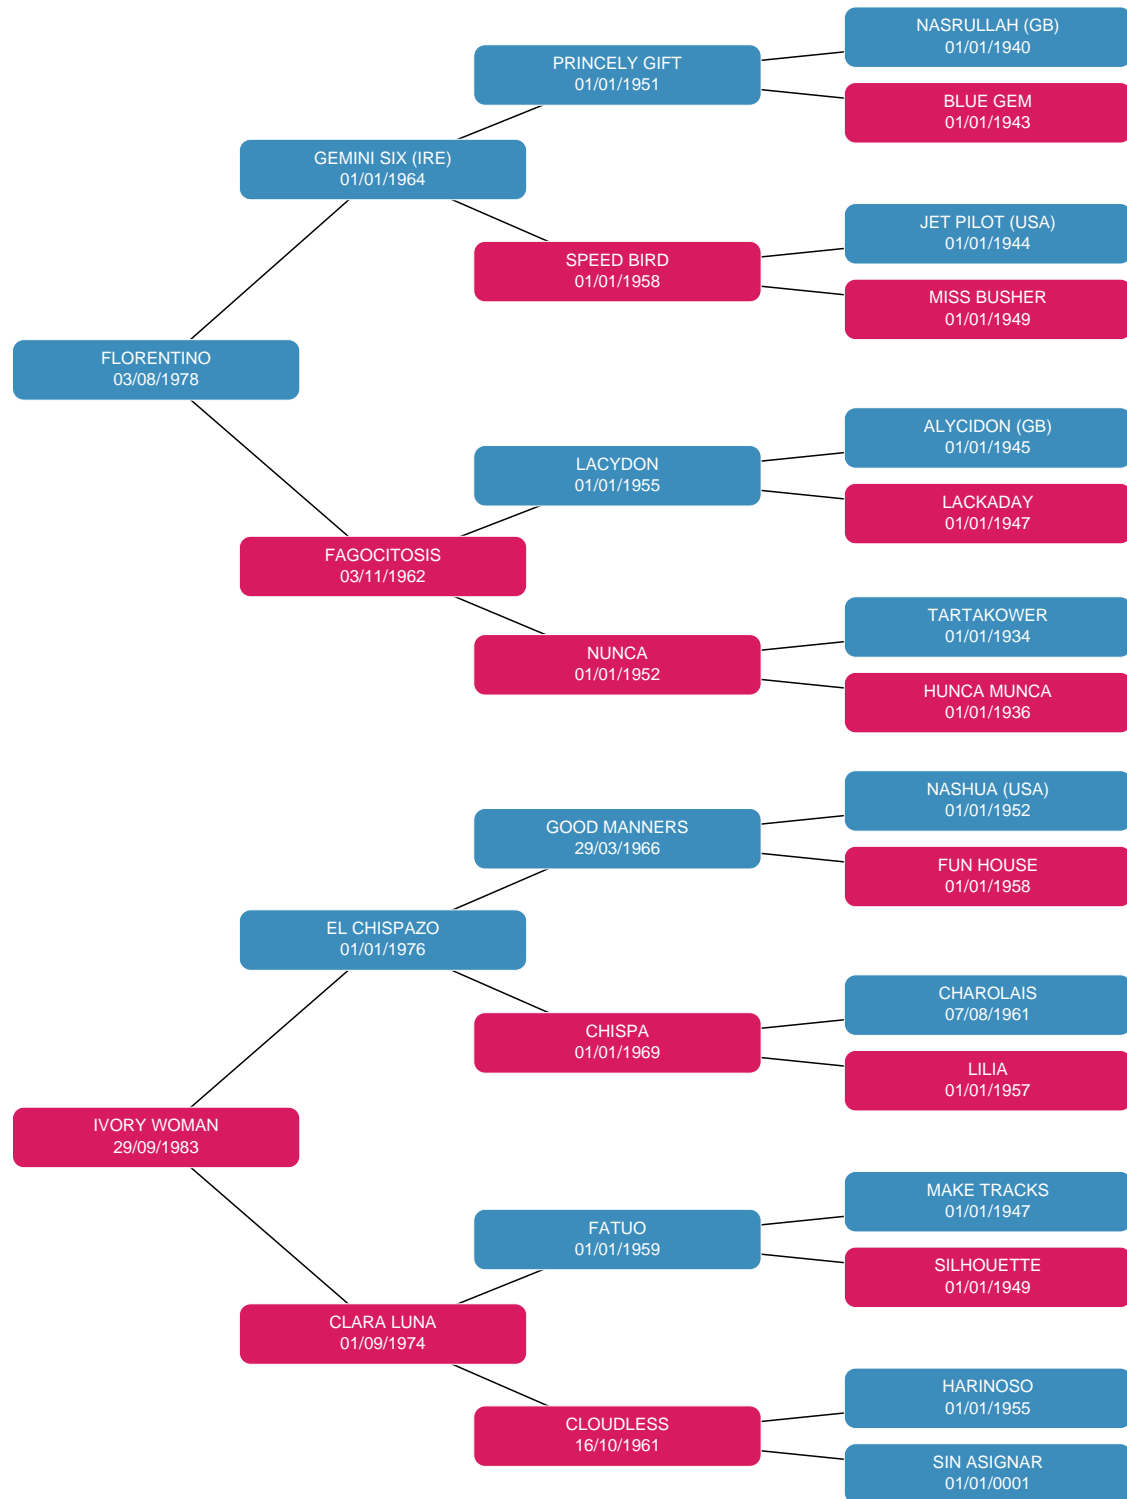 NASRULLAH (GB)
01/01/1940
PRINCELY GIFT
01/01/1951
BLUE GEM
01/01/1943
GEMINI SIX (IRE)
01/01/1964
JET PILOT (USA)
01/01/1944
SPEED BIRD
01/01/1958
MISS BUSHER
01/01/1949
FLORENTINO
03/08/1978
ALYCIDON (GB)
01/01/1945
LACYDON
01/01/1955
LACKADAY
01/01/1947
FAGOCITOSIS
03/11/1962
TARTAKOWER
01/01/1934
NUNCA
01/01/1952
HUNCA MUNCA
01/01/1936
NASHUA (USA)
01/01/1952
GOOD MANNERS
29/03/1966
FUN HOUSE
01/01/1958
EL CHISPAZO
01/01/1976
CHAROLAIS
07/08/1961
CHISPA
01/01/1969
LILIA
01/01/1957
IVORY WOMAN
29/09/1983
MAKE TRACKS
01/01/1947
FATUO
01/01/1959
SILHOUETTE
01/01/1949
CLARA LUNA
01/09/1974
HARINOSO
01/01/1955
CLOUDLESS
16/10/1961
SIN ASIGNAR
01/01/0001